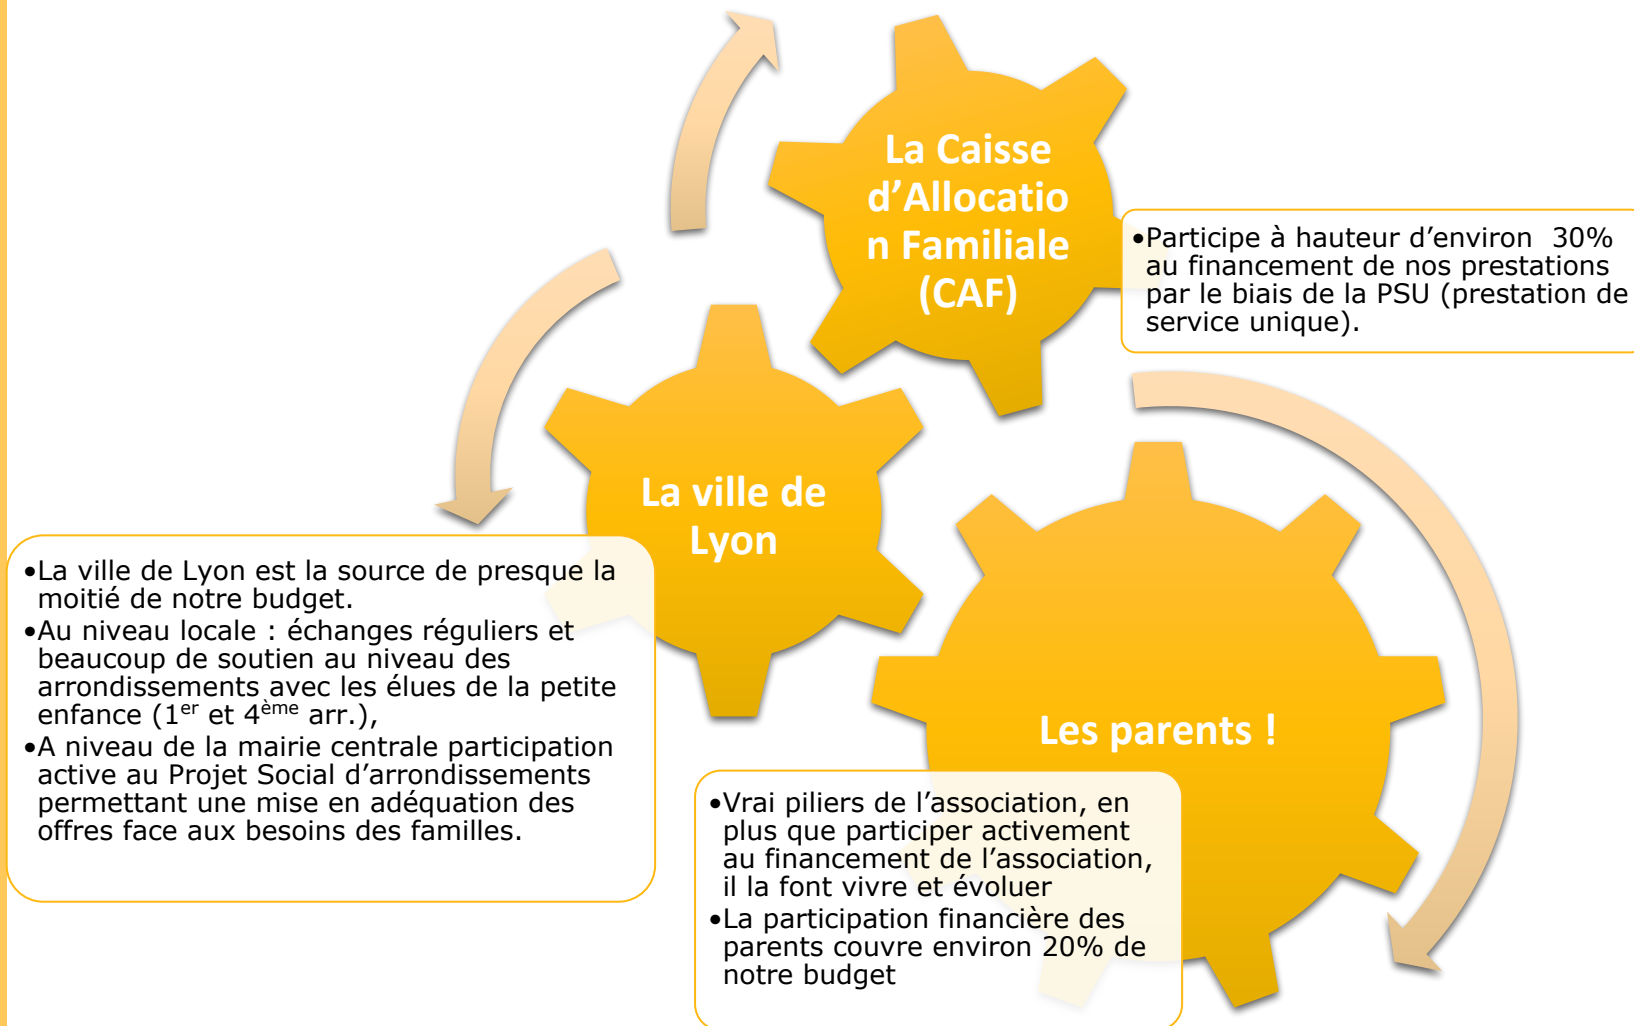 La Caisse
d’Allocatio
n Familiale
(CAF)
•Participe à hauteur d’environ  30%
au financement de nos prestations
par le biais de la PSU (prestation de
service unique).
La ville de
Lyon
•La ville de Lyon est la source de presque la
moitié de notre budget.
•Au niveau locale : échanges réguliers et
beaucoup de soutien au niveau des
arrondissements avec les élues de la petite
enfance (1er et 4ème arr.),
•A niveau de la mairie centrale participation
active au Projet Social d’arrondissements
permettant une mise en adéquation des
offres face aux besoins des familles.
Les parents !
•Vrai piliers de l’association, en
plus que participer activement
au financement de l’association,
il la font vivre et évoluer
•La participation financière des
parents couvre environ 20% de
notre budget